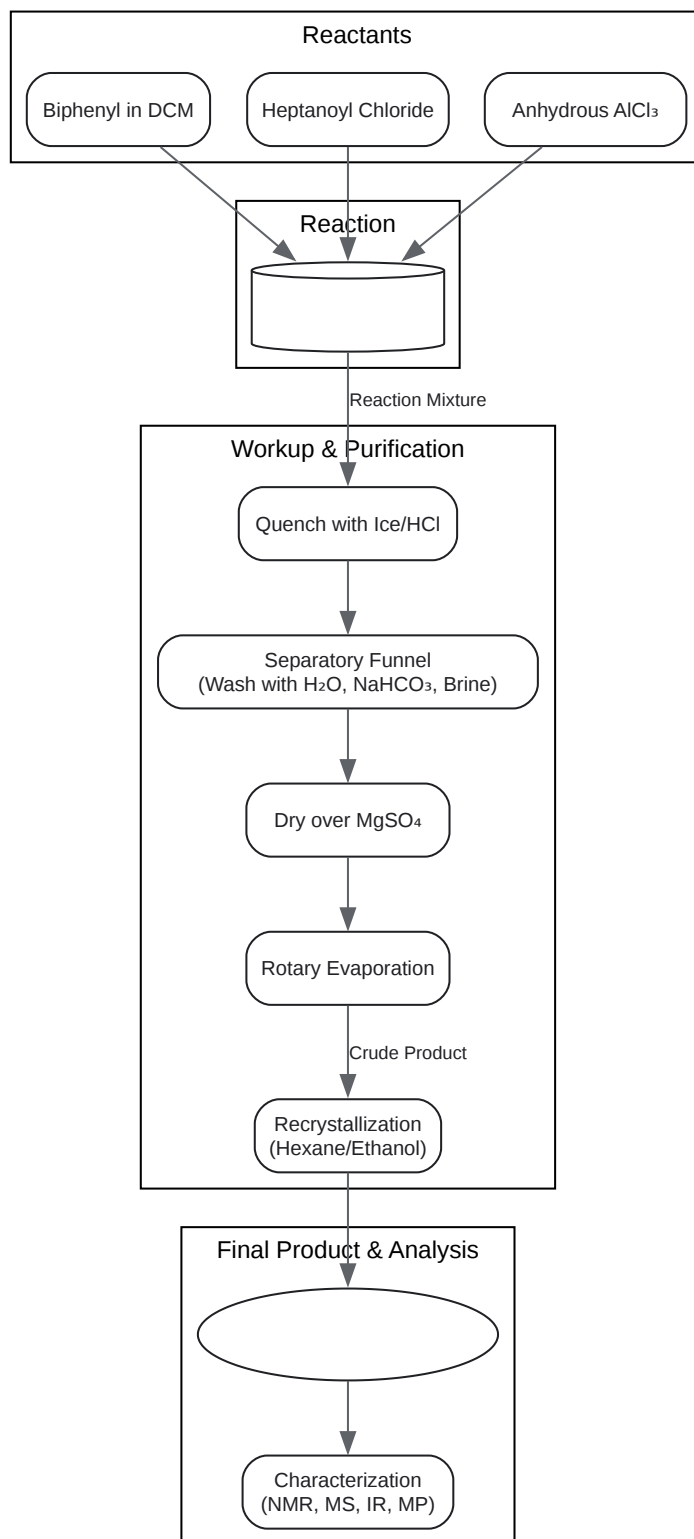 Reactants
Biphenyl in DCM
Heptanoyl Chloride
Anhydrous AlCl₃
Reaction
Reaction Mixture
Workup & Purification
Quench with Ice/HCl
Separatory Funnel
(Wash with H₂O, NaHCO₃, Brine)
Dry over MgSO₄
Rotary Evaporation
Crude Product
Recrystallization
(Hexane/Ethanol)
Final Product & Analysis
Characterization
(NMR, MS, IR, MP)